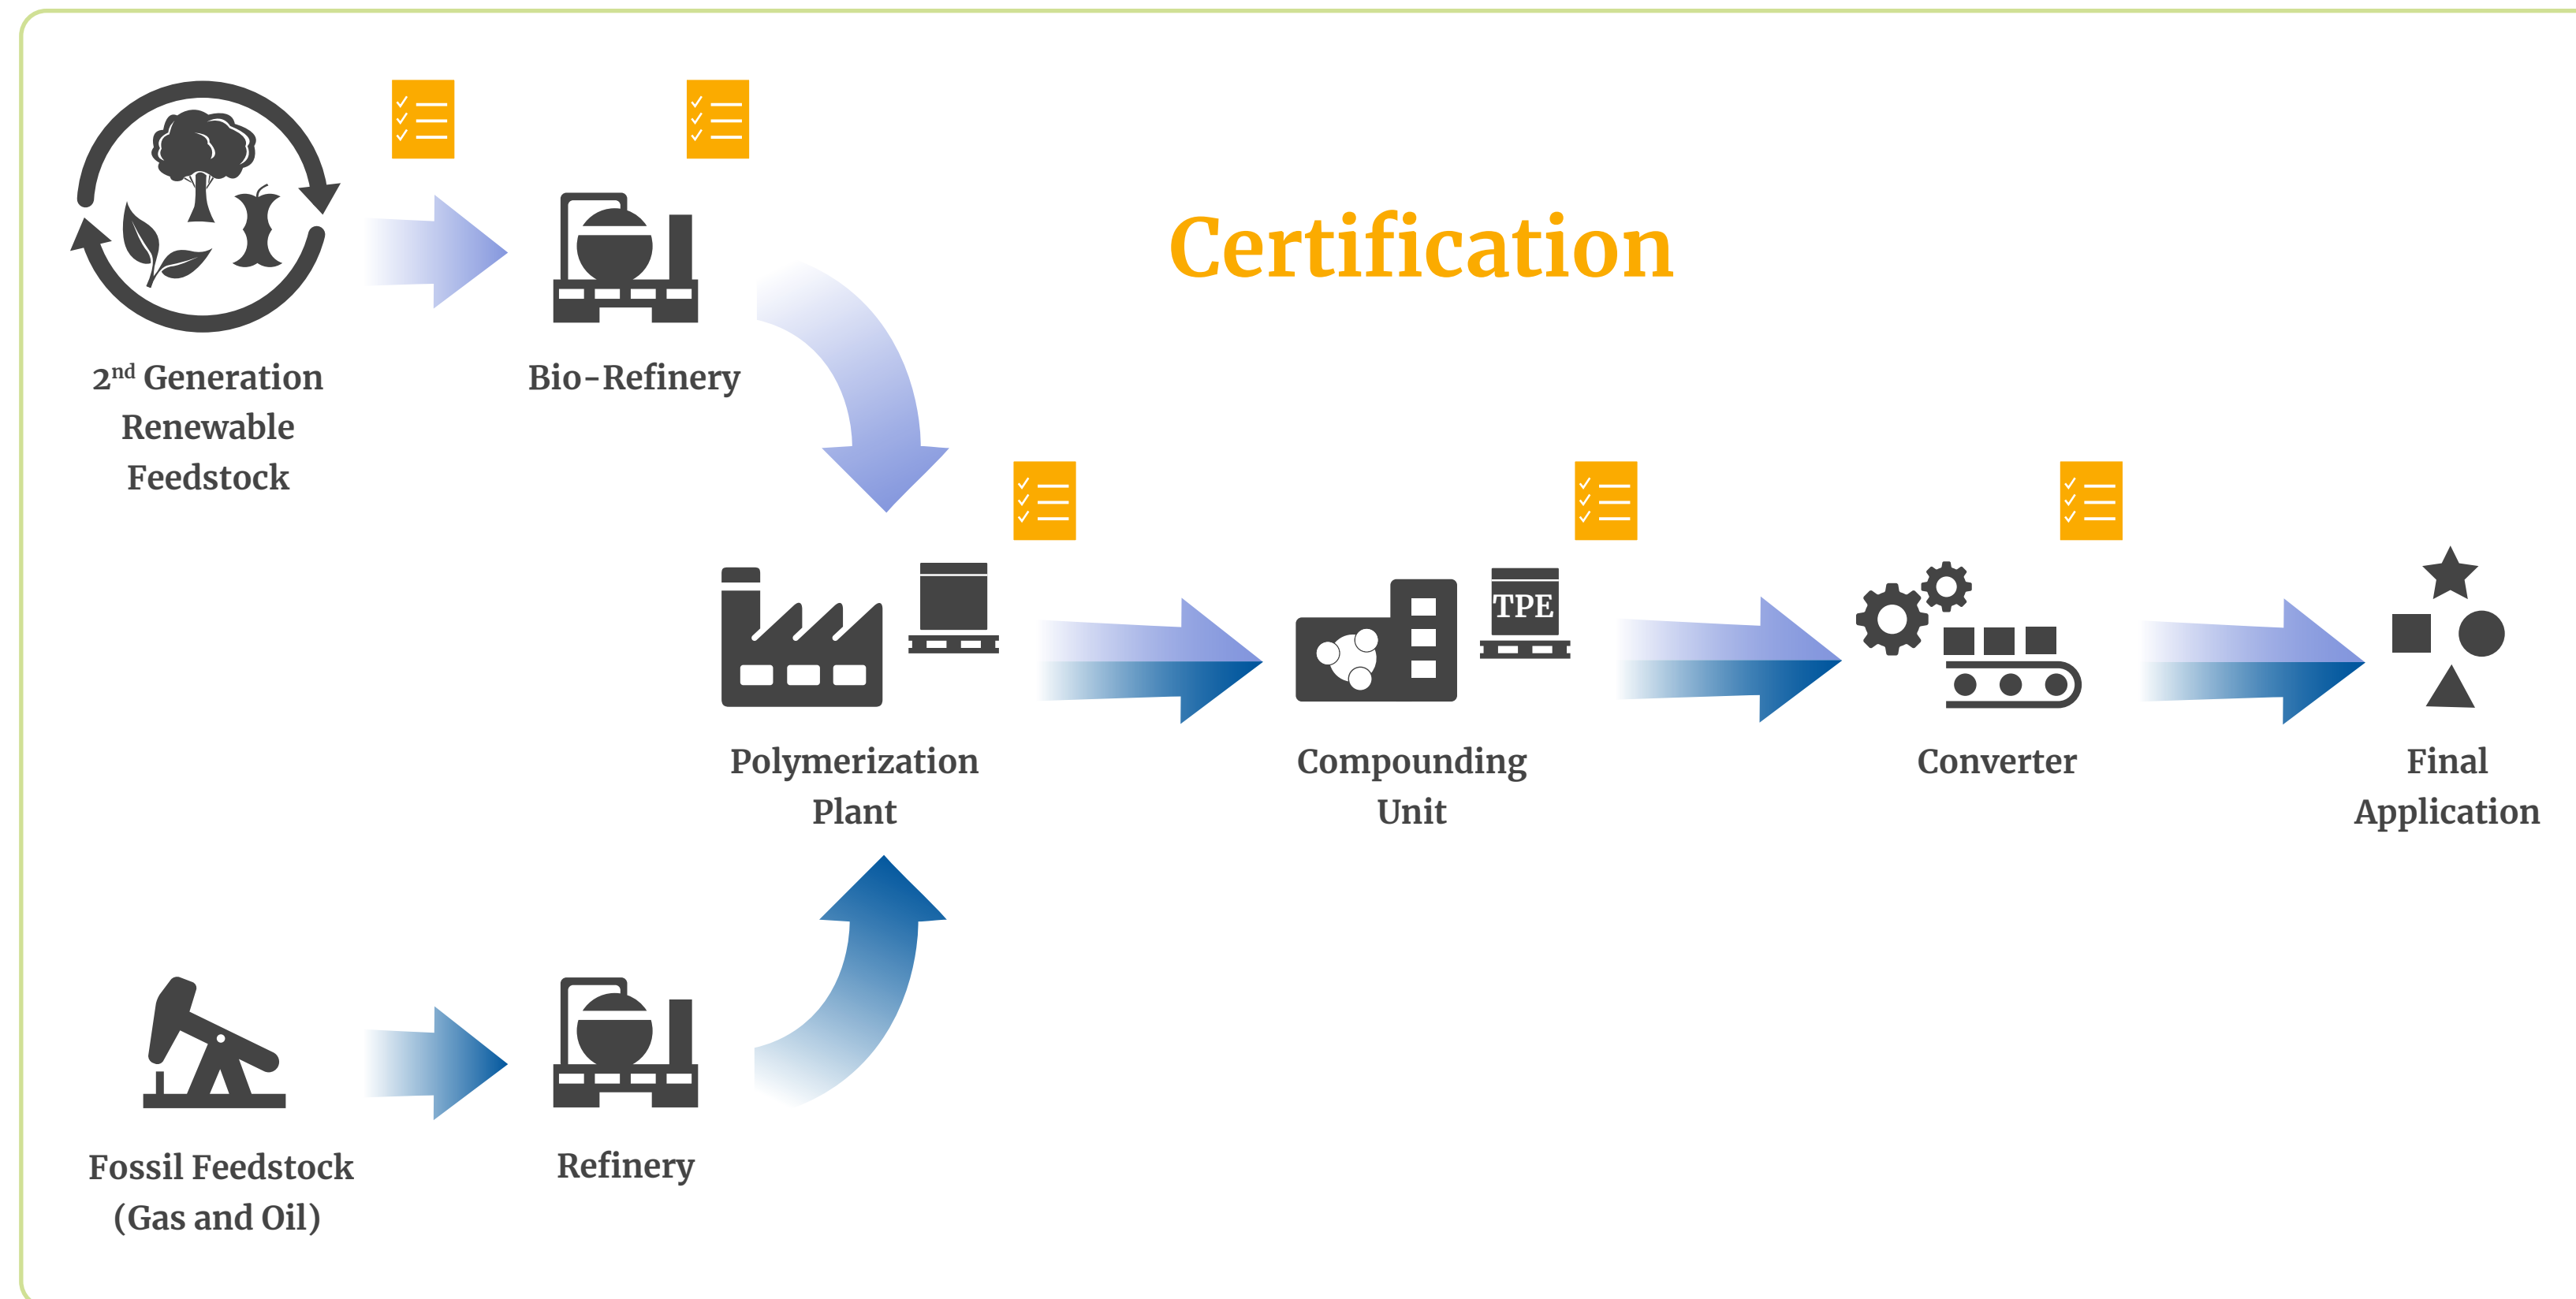 Certification
2nd Generation
Renewable
Feedstock
Bio-Refinery
TPE
Polymerization
Plant
Compounding
Unit
Converter
Final
Application
Fossil Feedstock
(Gas and Oil)
Refinery